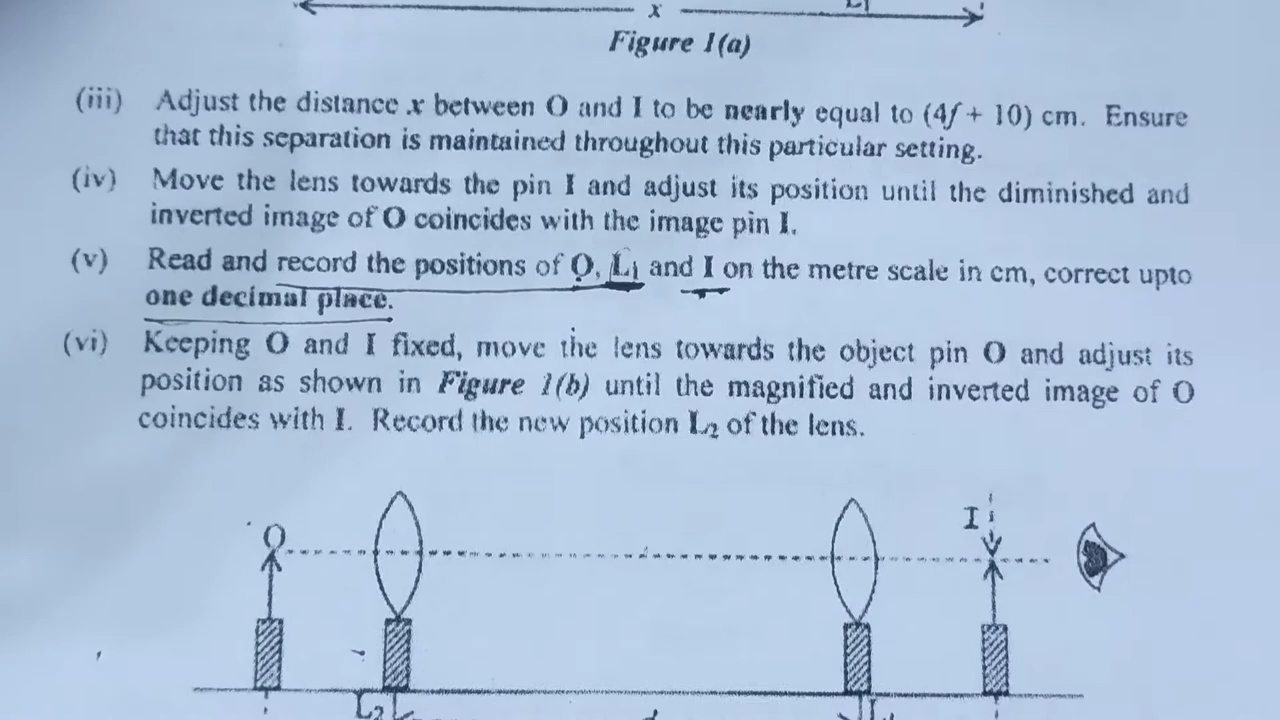 x
L1
Figure 1(a)
(iii) Adjust the distance x between O and I to be nearly equal to (4f + 10) cm. Ensure
that this separation is maintained throughout this particular setting.
(iv) Move the lens towards the pin I and adjust its position until the diminished and
inverted image of O coincides with the image pin I.
(v) Read and record the positions of O, L1 and I on the metre scale in cm, correct upto
one decimal place.
(vi) Keeping O and I fixed, move the lens towards the object pin O and adjust its
position as shown in Figure 1(b) until the magnified and inverted image of O
coincides with I. Record the new position L2 of the lens.
O
I
L2